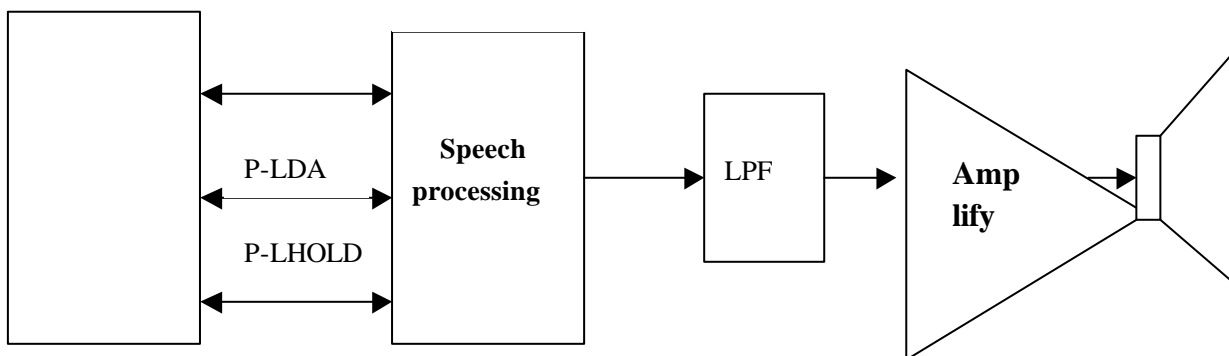 P-LDA
P-LHOLD
Speech
processing
LPF
Amp
lify